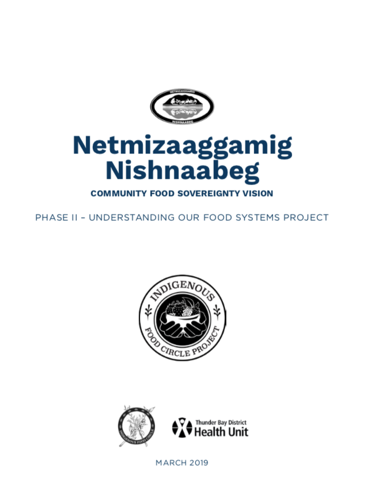 Netmizaaggamig
Nishnaabeg
COMMUNITY FOOD SOVEREIGNTY VISION
PHASE II – UNDERSTANDING OUR FOOD SYSTEMS PROJECT
INDIGENOUS
FOOD CIRCLE PROJECT
Thunder Bay District
Health Unit
MARCH 2019